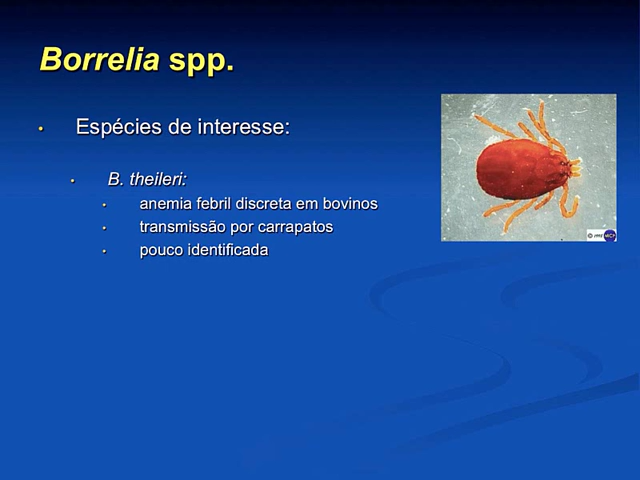 Borrelia spp.
• Espécies de interesse:
• B. theileri:
• anemia febril discreta em bovinos
• transmissão por carrapatos
• pouco identificada